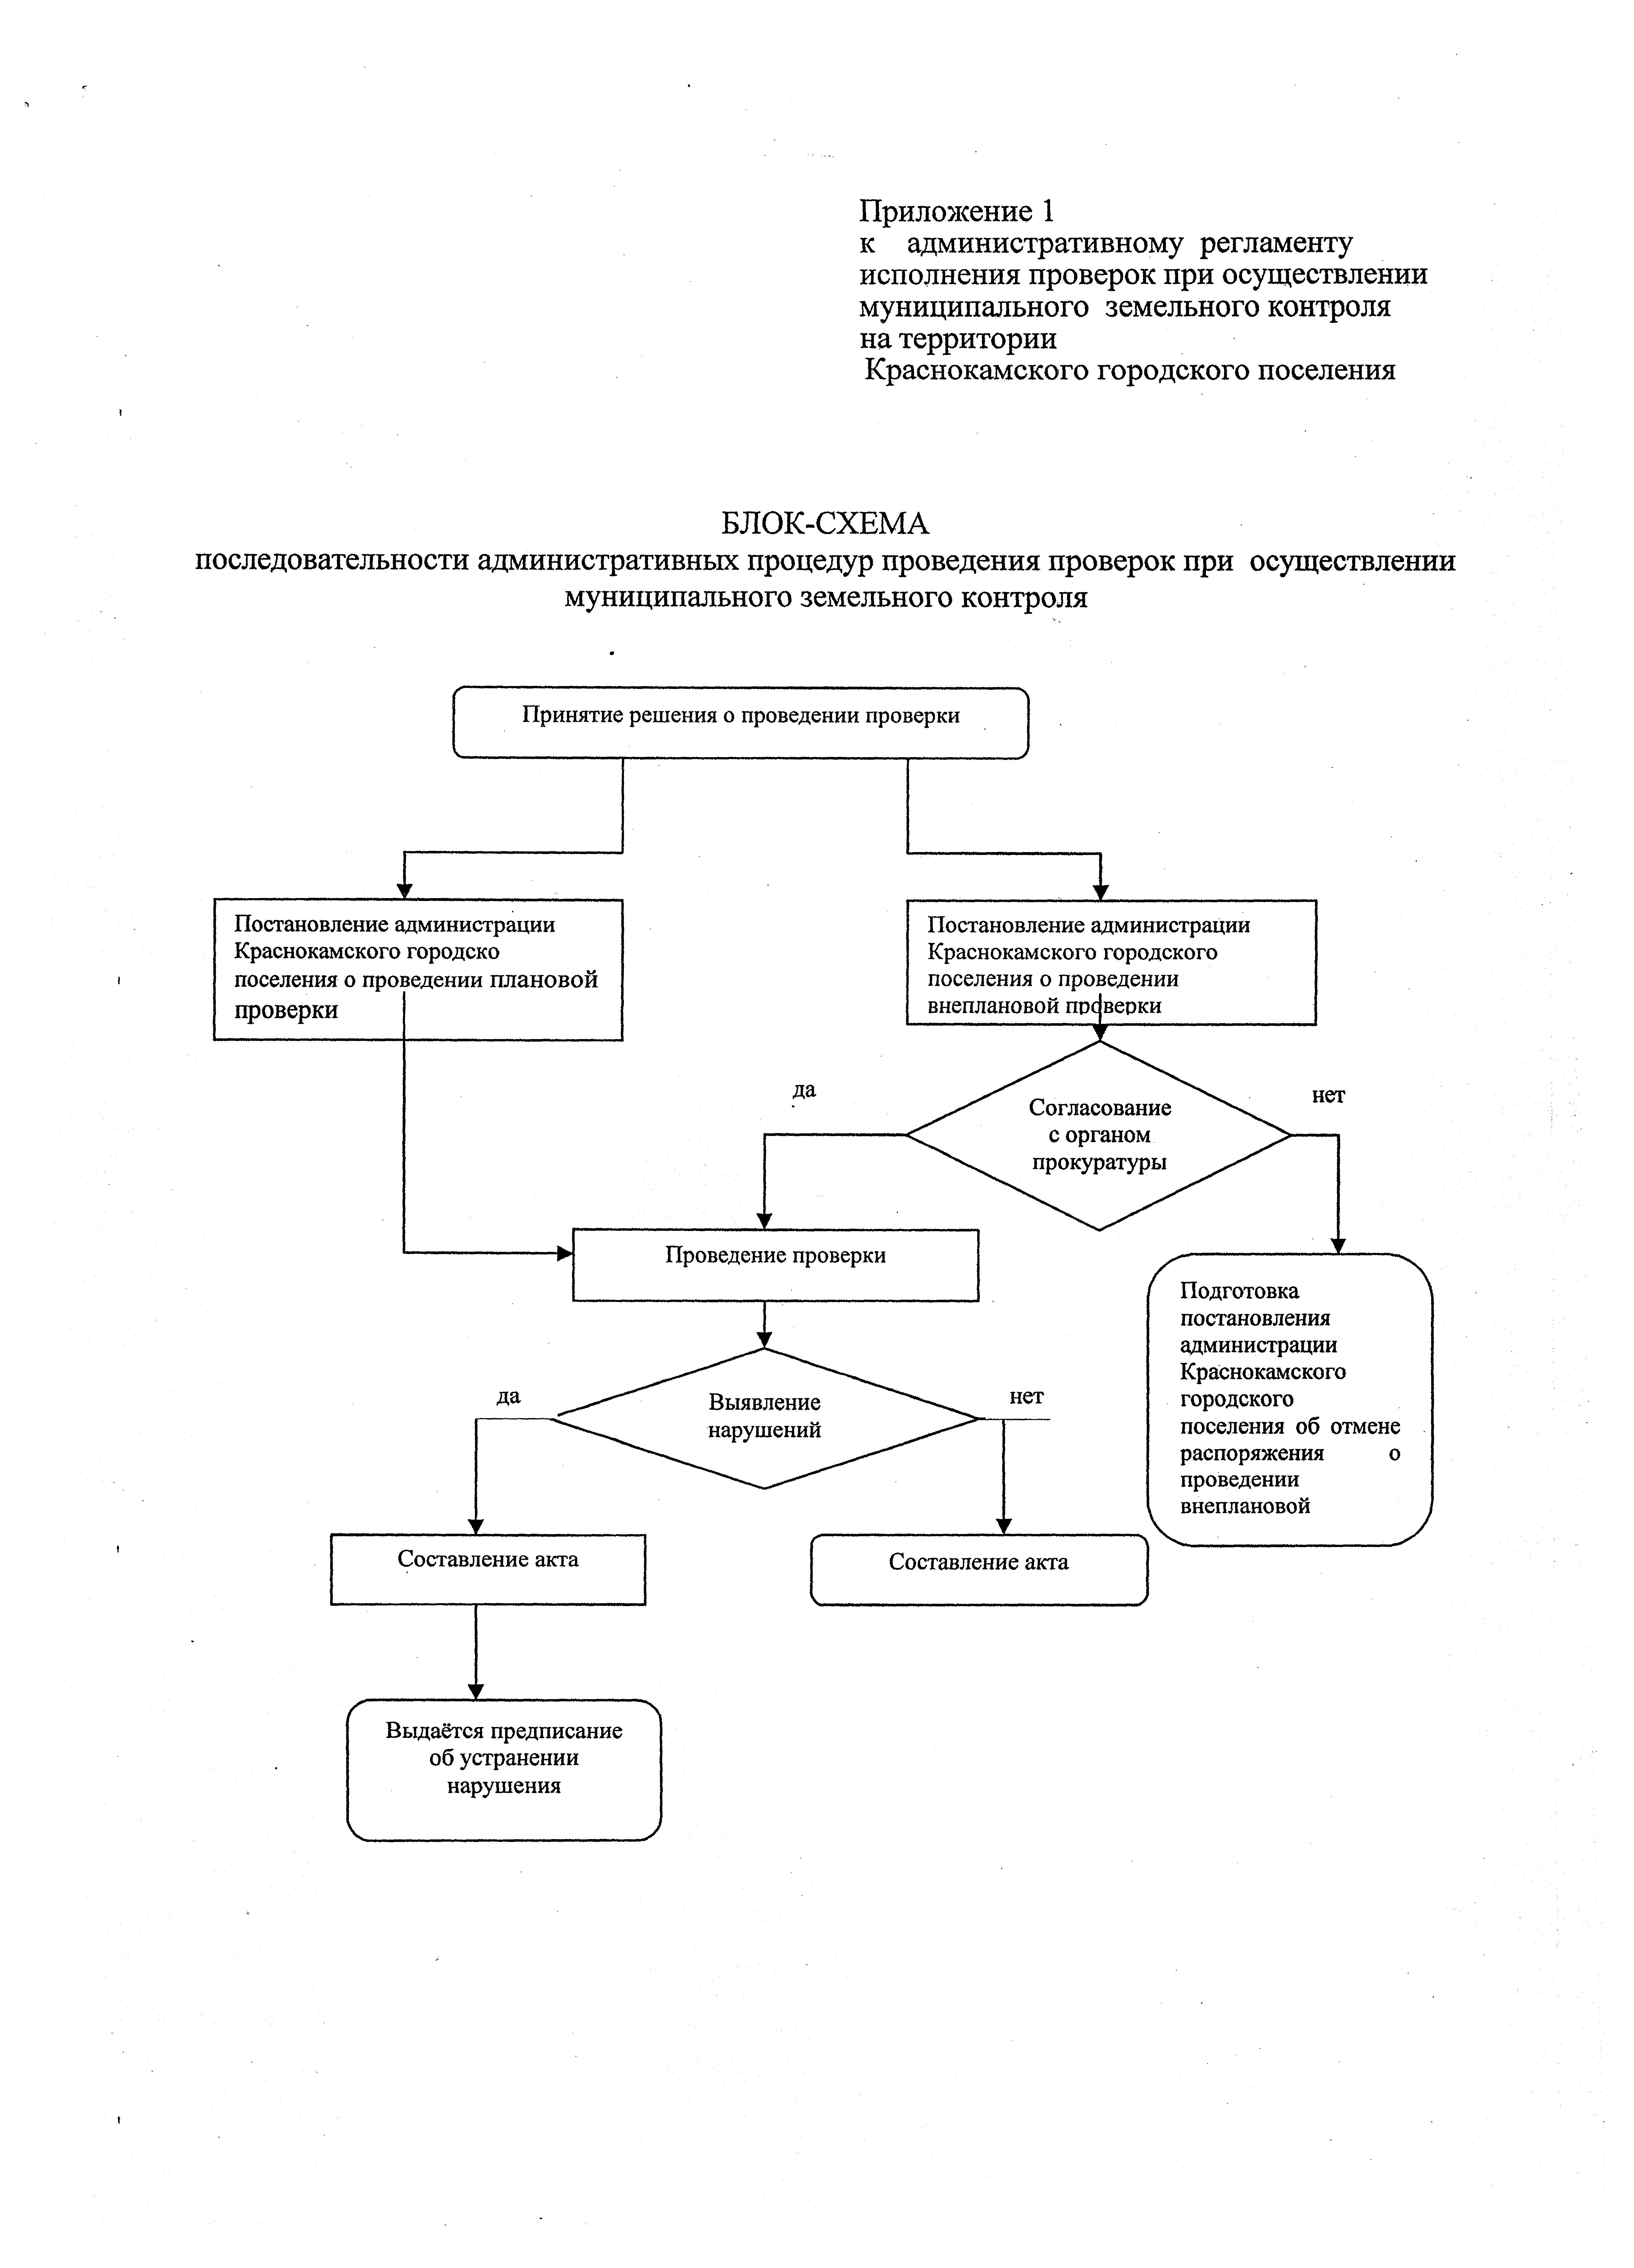 Приложение 1
к административному регламенту
исполнения проверок при осуществлении
муниципального земельного контроля
на территории
Краснокамского городского поселения
БЛОК-СХЕМА
последовательности административных процедур проведения проверок при осуществлении
муниципального земельного контроля
Принятие решения о проведении проверки
Постановление администрации
Краснокамского городско
поселения о проведении плановой
проверки
Постановление администрации
Краснокамского городского
поселения о проведении
внеплановой проверки
да
нет
Согласование
с органом
прокуратуры
Проведение проверки
Подготовка
постановления
администрации
Краснокамского
городского
поселения об отмене
распоряжения о
проведении
внеплановой
да
нет
Выявление
нарушений
Составление акта
Составление акта
Выдаётся предписание
об устранении
нарушения